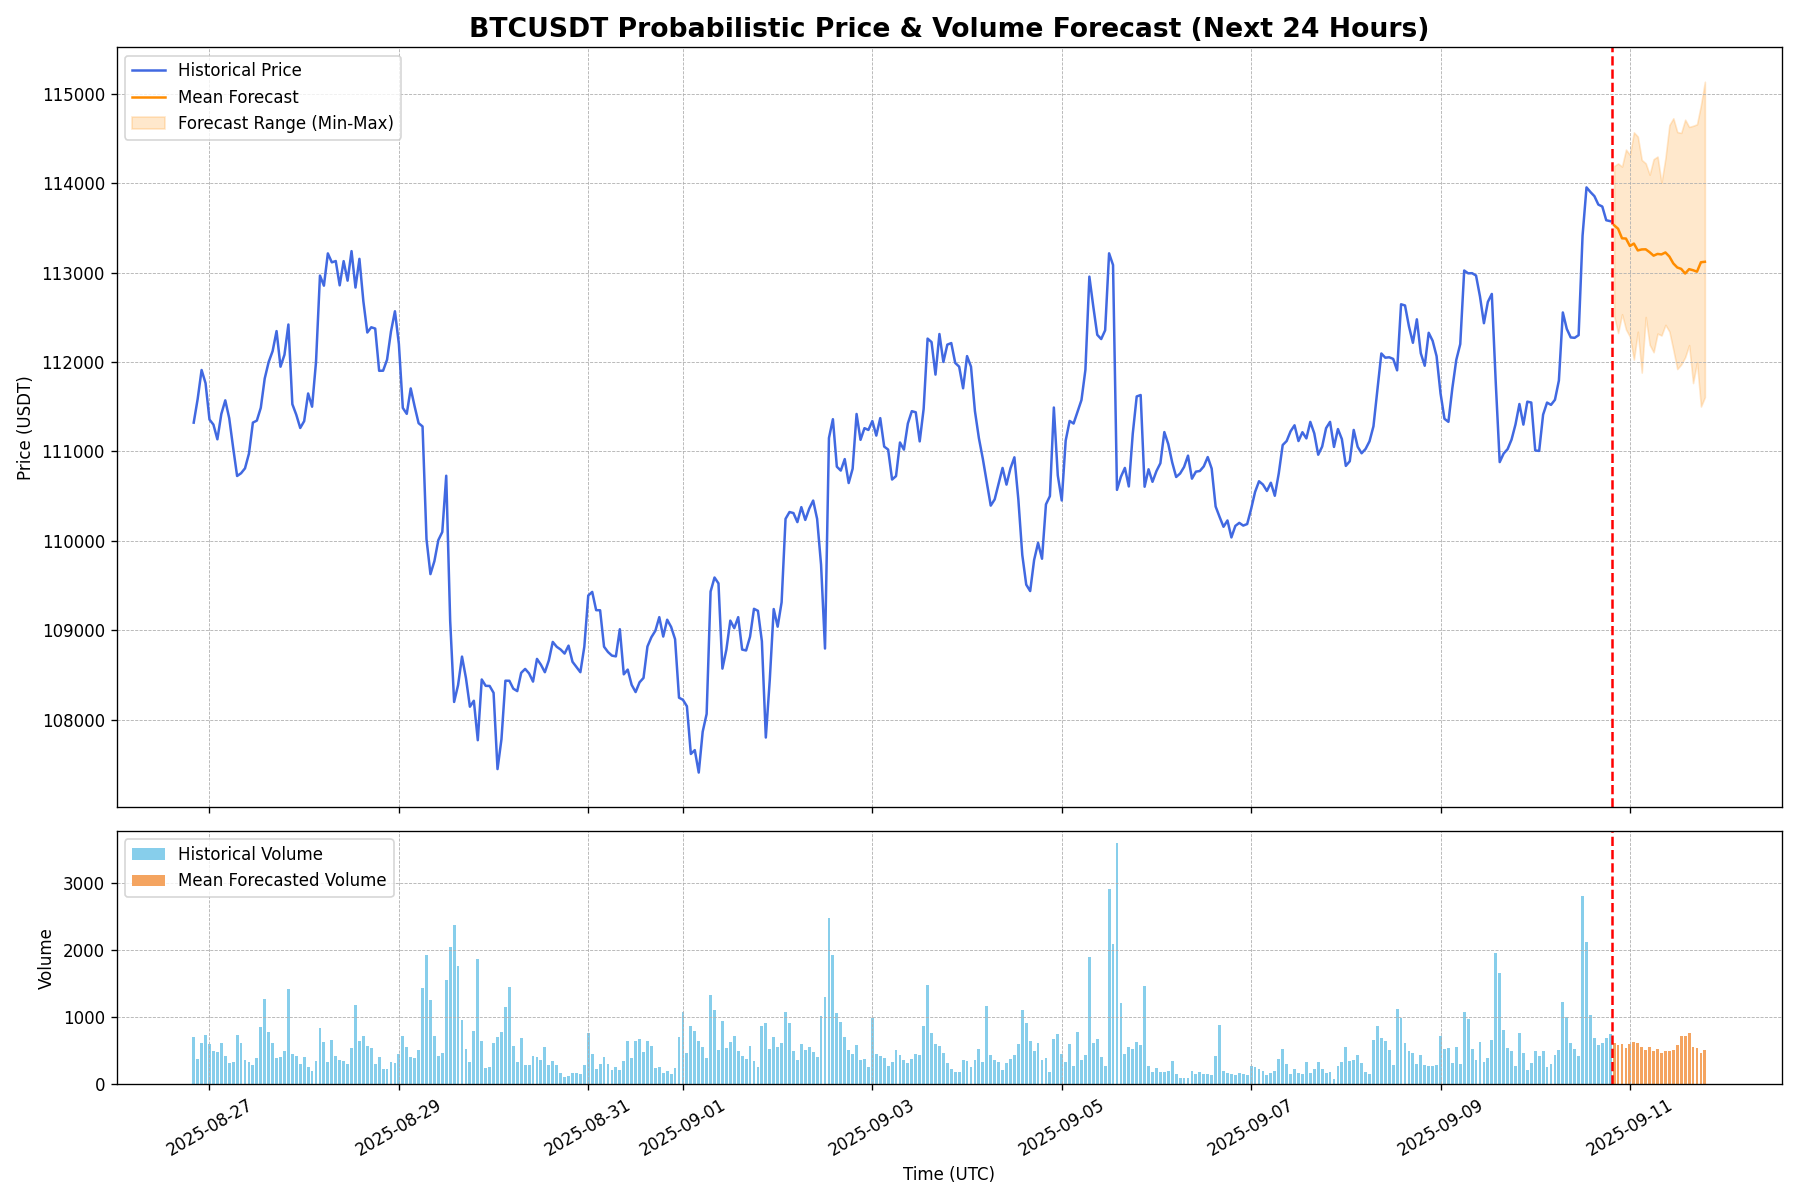 BTCUSDT Probabilistic Price & Volume Forecast (Next 24 Hours)
Historical Price
Mean Forecast
Forecast Range (Min-Max)
115000
114000
113000
112000
111000
110000
109000
108000
Price (USDT)
Historical Volume
Mean Forecasted Volume
3000
2000
1000
0
Volume
2025-08-27
2025-08-29
2025-08-31
2025-09-01
2025-09-03
2025-09-05
2025-09-07
2025-09-09
2025-09-11
Time (UTC)